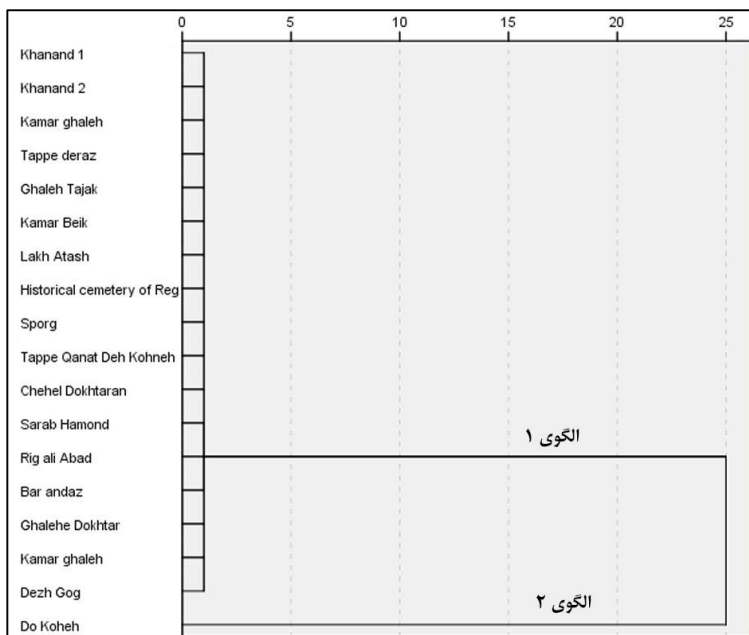 0 5 10 15 20 25
Khanand 1
Khanand 2
Kamar ghaleh
Tappe deraz
Ghaleh Tajak
Kamar Beik
Lakh Atash
Historical cemetery of Reg
Sporg
Tappe Qanat Deh Kohneh
Chehel Dokhtaran
Sarab Hamond
الگوی ۱
Rig ali Abad
Bar andaz
Ghalehe Dokhtar
Kamar ghaleh
Dezh Gog
الگوی ۲
Do Koheh